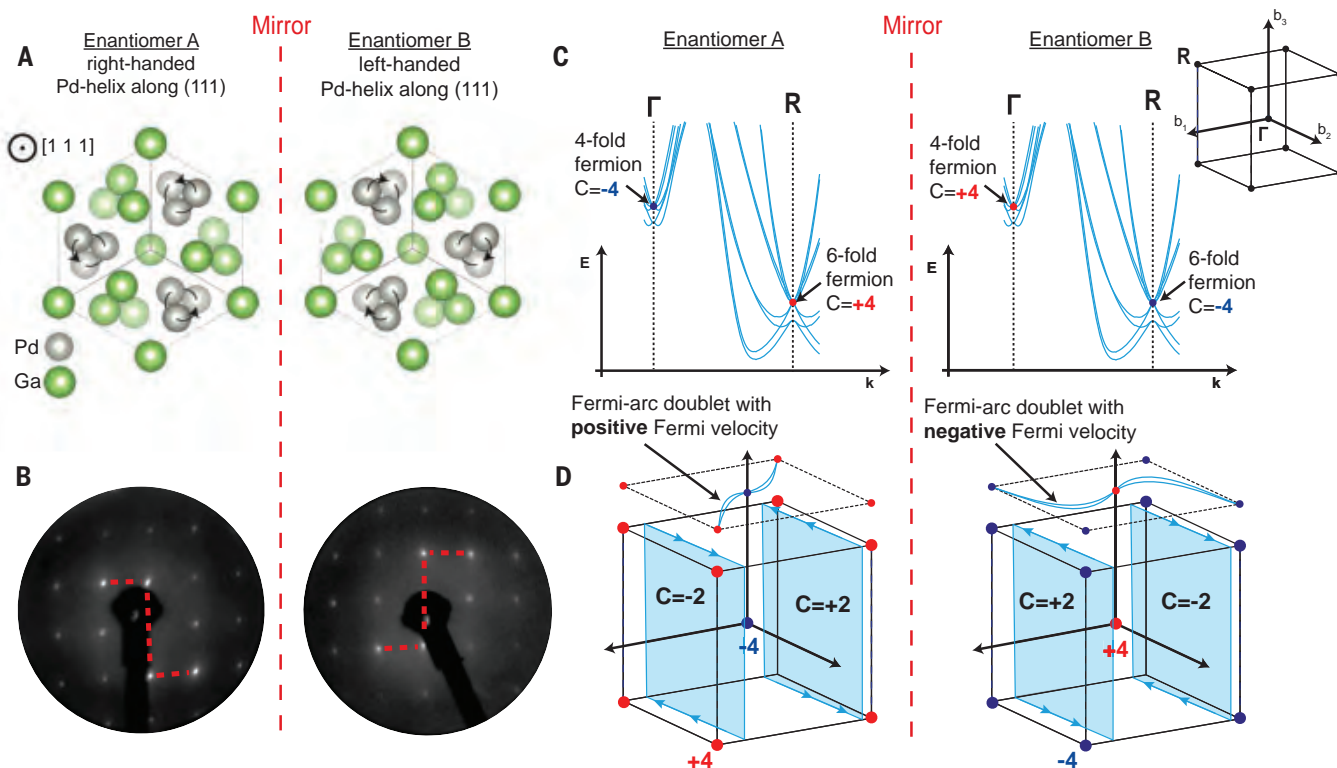 Mirror
Mirror
A
Enantiomer A
right-handed
Pd-helix along (111)
Enantiomer B
left-handed
Pd-helix along (111)
[1 1 1]
Pd
Ga
B
C
Enantiomer A
Γ
R
4-fold
fermion
C=-4
E
6-fold
fermion
C=+4
k
Enantiomer B
Γ
R
4-fold
fermion
C=+4
E
6-fold
fermion
C=-4
k
b3
R
b1
Γ
b2
D
Fermi-arc doublet with
positive Fermi velocity
C=-2
C=+2
-4
+4
Fermi-arc doublet with
negative Fermi velocity
C=+2
C=-2
+4
-4